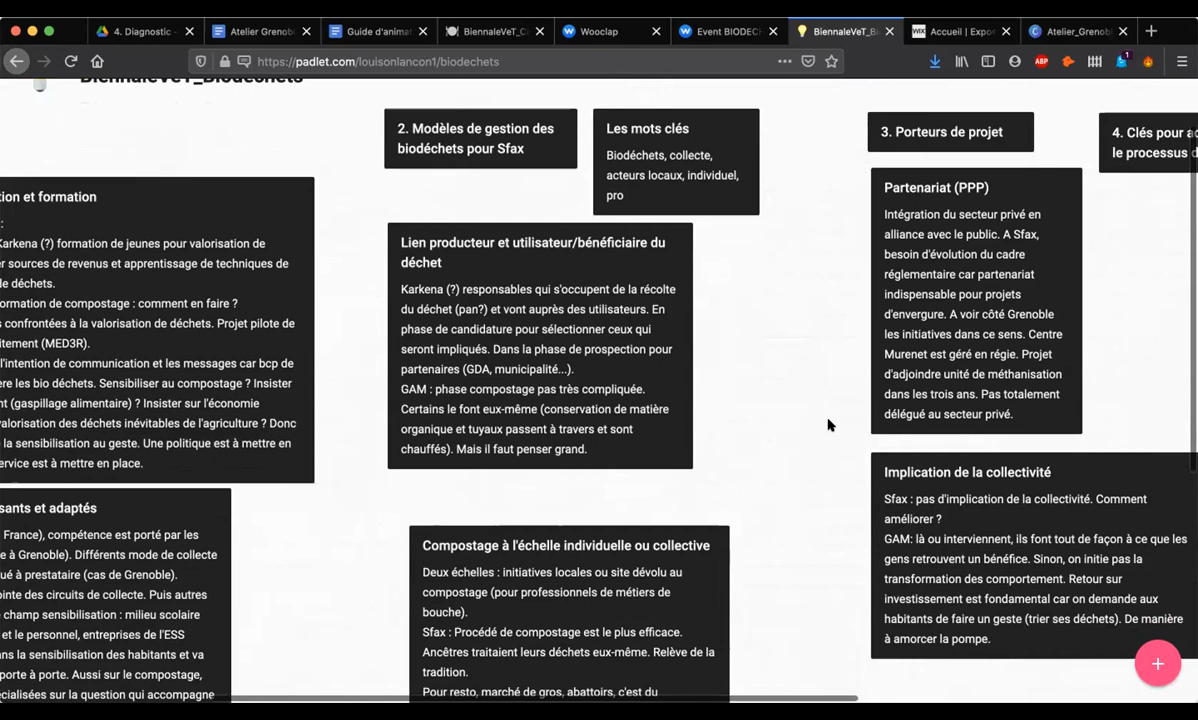 4. Diagnostic -
Atelier Grenob
Guide d'animat
BiennaleVeT_C
Wooclap
Event BIODECH
BiennaleVeT_Bi
Accueil | Expo
Atelier_Grenobl
https://padlet.com/louisonlancon1/biodechets
ABP
1
BiennaleVeT_Biodéchets
tion et formation
:
Karkena (?) formation de jeunes pour valorisation de
er sources de revenus et apprentissage de techniques de
de déchets.
ormation de compostage : comment en faire ?
s confrontées à la valorisation de déchets. Projet pilote de
itement (MED3R).
l'intention de communication et les messages car bcp de
ère les bio déchets. Sensibiliser au compostage ? Insister
nt (gaspillage alimentaire) ? Insister sur l'économie
valorisation des déchets inévitables de l'agriculture ? Donc
la sensibilisation au geste. Une politique est à mettre en
ervice est à mettre en place.
sants et adaptés
France), compétence est porté par les
e à Grenoble). Différents mode de collecte
ué à prestataire (cas de Grenoble).
ointe des circuits de collecte. Puis autres
e champ sensibilisation : milieu scolaire
et le personnel, entreprises de l'ESS
ans la sensibilisation des habitants et va
porte à porte. Aussi sur le compostage,
écialisées sur la question qui accompagne
2. Modèles de gestion des
biodéchets pour Sfax
Les mots clés
Biodéchets, collecte,
acteurs locaux, individuel,
pro
Lien producteur et utilisateur/bénéficiaire du
déchet
Karkena (?) responsables qui s'occupent de la récolte
du déchet (pan?) et vont auprès des utilisateurs. En
phase de candidature pour sélectionner ceux qui
seront impliqués. Dans la phase de prospection pour
partenaires (GDA, municipalité...).
GAM : phase compostage pas très compliquée.
Certains le font eux-même (conservation de matière
organique et tuyaux passent à travers et sont
chauffés). Mais il faut penser grand.
Compostage à l'échelle individuelle ou collective
Deux échelles : initiatives locales ou site dévolu au
compostage (pour professionnels de métiers de
bouche).
Sfax : Procédé de compostage est le plus efficace.
Ancêtres traitaient leurs déchets eux-même. Relève de la
tradition.
Pour resto, marché de gros, abattoirs, c'est du
3. Porteurs de projet
Partenariat (PPP)
Intégration du secteur privé en
alliance avec le public. A Sfax,
besoin d'évolution du cadre
réglementaire car partenariat
indispensable pour projets
d'envergure. A voir côté Grenoble
les initiatives dans ce sens. Centre
Murenet est géré en régie. Projet
d'adjoindre unité de méthanisation
dans les trois ans. Pas totalement
délégué au secteur privé.
Implication de la collectivité
Sfax : pas d'implication de la collectivité. Comment
améliorer ?
GAM: là ou interviennent, ils font tout de façon à ce que les
gens retrouvent un bénéfice. Sinon, on initie pas la
transformation des comportement. Retour sur
investissement est fondamental car on demande aux
habitants de faire un geste (trier ses déchets). De manière
à amorcer la pompe.
4. Clés pour ac
le processus d